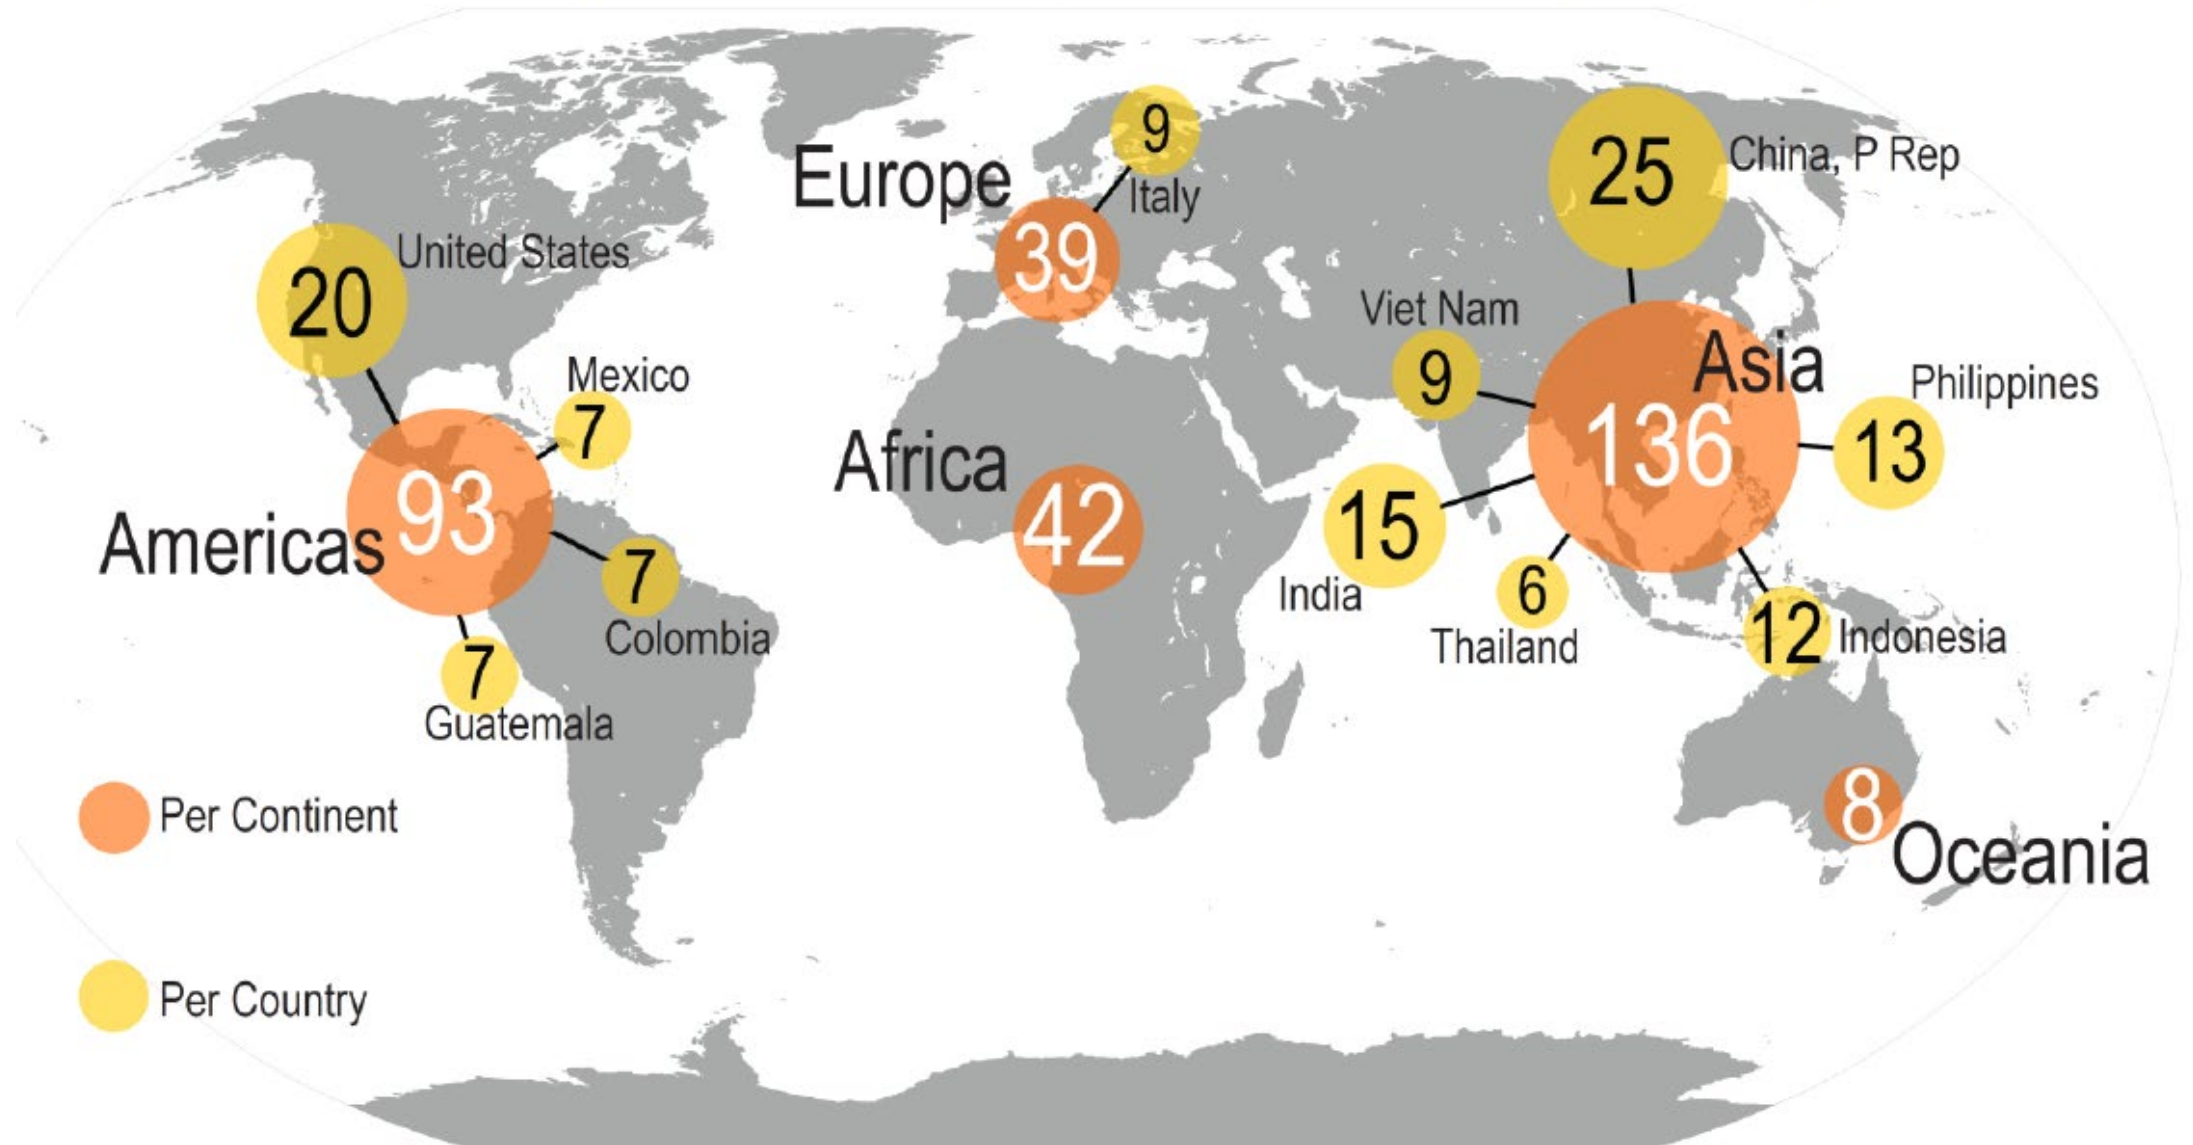 9
Europe
Italy
39
25
China, P Rep
20
United States
Mexico
7
93
Americas
7
Colombia
7
Guatemala
Africa
42
Viet Nam
9
Asia
136
Philippines
13
15
India
6
Thailand
12
Indonesia
8
Oceania
Per Continent
Per Country